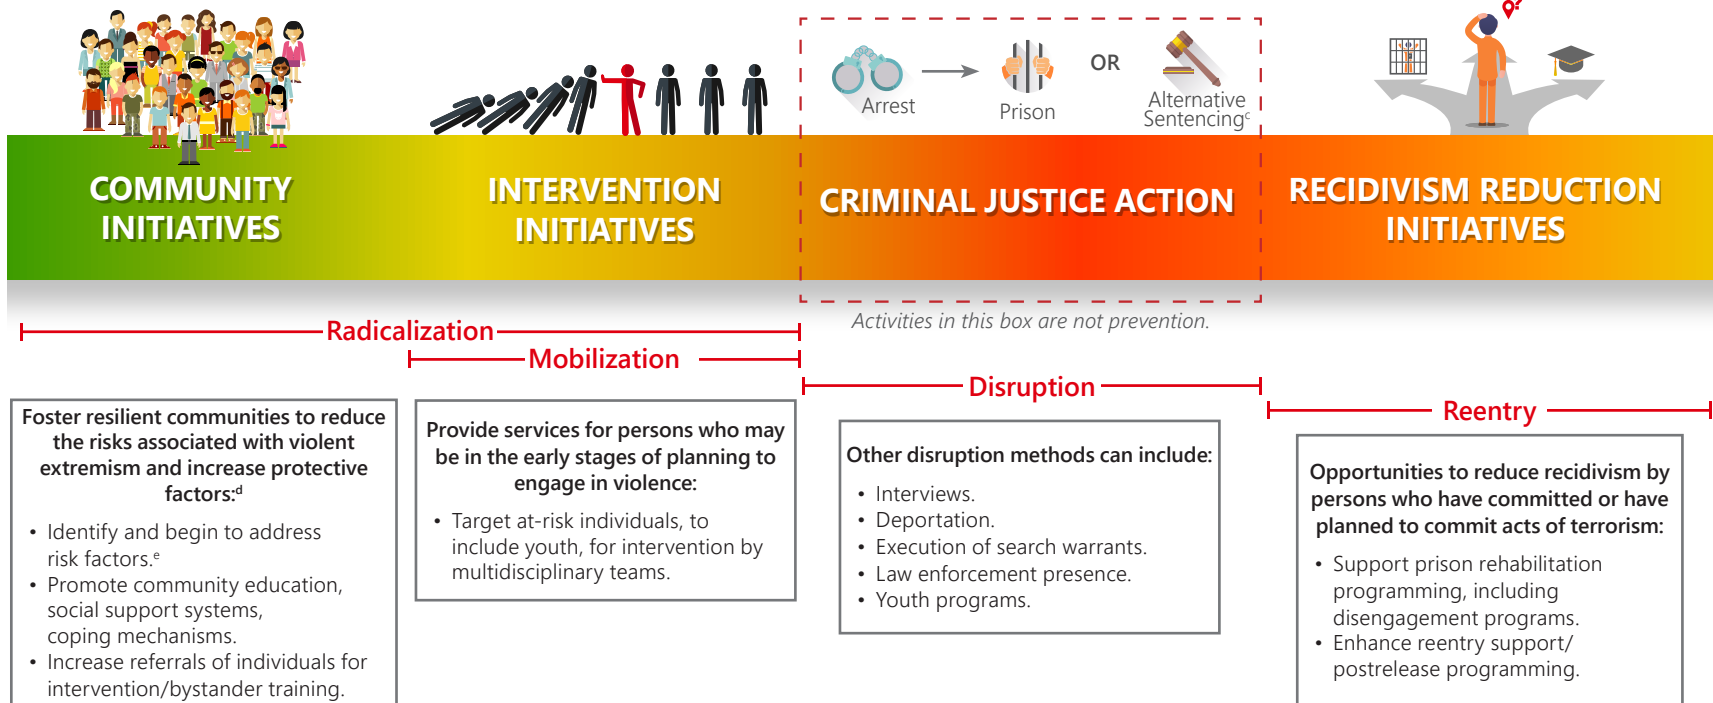 ?
Arrest
Prison
OR
Alternative
Sentencingᶜ
COMMUNITY
INITIATIVES
INTERVENTION
INITIATIVES
CRIMINAL JUSTICE ACTION
RECIDIVISM REDUCTION
INITIATIVES
Activities in this box are not prevention.
Radicalization
Mobilization
Disruption
Reentry
Foster resilient communities to reduce
the risks associated with violent
extremism and increase protective
factors:ᵈ
• Identify and begin to address
risk factors.ᵉ
• Promote community education,
social support systems,
coping mechanisms.
• Increase referrals of individuals for
intervention/bystander training.
Provide services for persons who may
be in the early stages of planning to
engage in violence:
• Target at-risk individuals, to
include youth, for intervention by
multidisciplinary teams.
Other disruption methods can include:
• Interviews.
• Deportation.
• Execution of search warrants.
• Law enforcement presence.
• Youth programs.
Opportunities to reduce recidivism by
persons who have committed or have
planned to commit acts of terrorism:
• Support prison rehabilitation
programming, including
disengagement programs.
• Enhance reentry support/
postrelease programming.